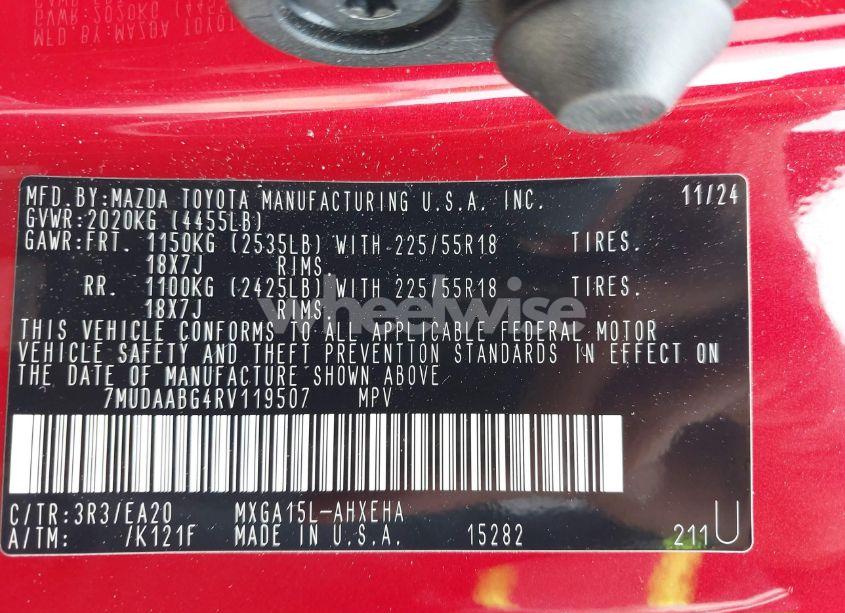 MFD.BY:MAZDA TOYOTA MANUFACTURING U.S.A. INC. 11/24
GVWR:2020KG (4455LB)
GAWR:FRT. 1150KG (2535LB) WITH 225/55R18 TIRES.
18X7J RIMS.
RR. 1100KG (2425LB) WITH 225/55R18 TIRES.
18X7J RIMS.
wheelwise
THIS VEHICLE CONFORMS TO ALL APPLICABLE FEDERAL MOTOR
VEHICLE SAFETY AND THEFT PREVENTION STANDARDS IN EFFECT ON
THE DATE OF MANUFACTURE SHOWN ABOVE
7MUDAABG4RV119507 MPV
C/TR:3R3/EA20 MXGA15L-AHXEHA
A/TM: /K121F MADE IN U.S.A. 15282 211U